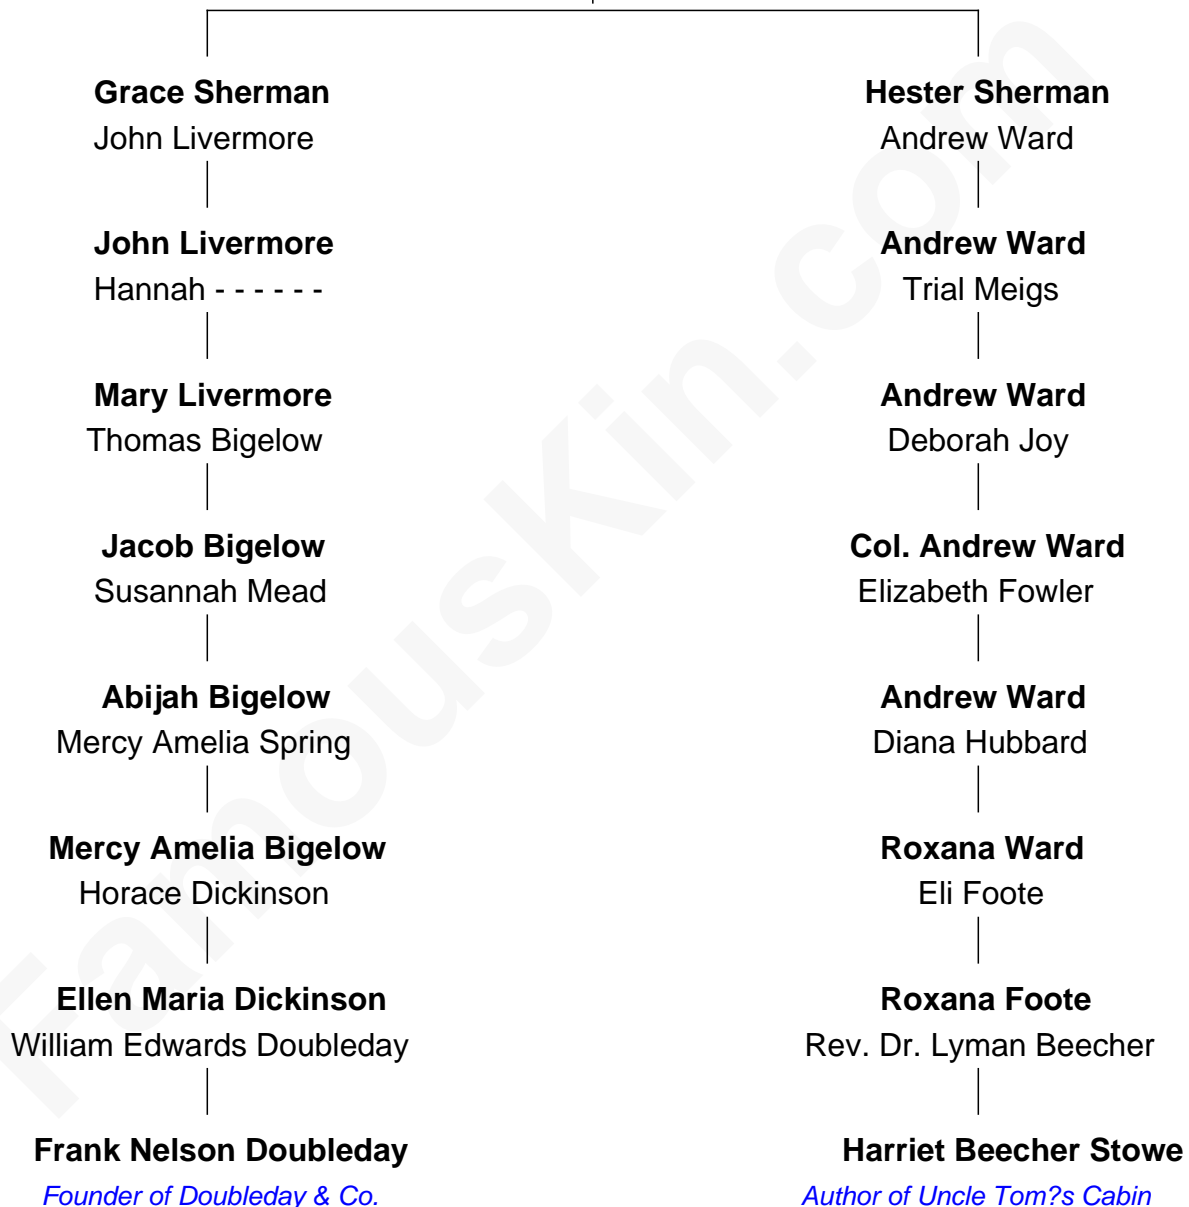 Grace Sherman
John Livermore
John Livermore
Hannah - - - - - -
Mary Livermore
Thomas Bigelow
Jacob Bigelow
Susannah Mead
Abijah Bigelow
Mercy Amelia Spring
Mercy Amelia Bigelow
Horace Dickinson
Ellen Maria Dickinson
William Edwards Doubleday
Frank Nelson Doubleday
Founder of Doubleday & Co.
Hester Sherman
Andrew Ward
Andrew Ward
Trial Meigs
Andrew Ward
Deborah Joy
Col. Andrew Ward
Elizabeth Fowler
Andrew Ward
Diana Hubbard
Roxana Ward
Eli Foote
Roxana Foote
Rev. Dr. Lyman Beecher
Harriet Beecher Stowe
Author of Uncle Tom?s Cabin
FamousKin.com